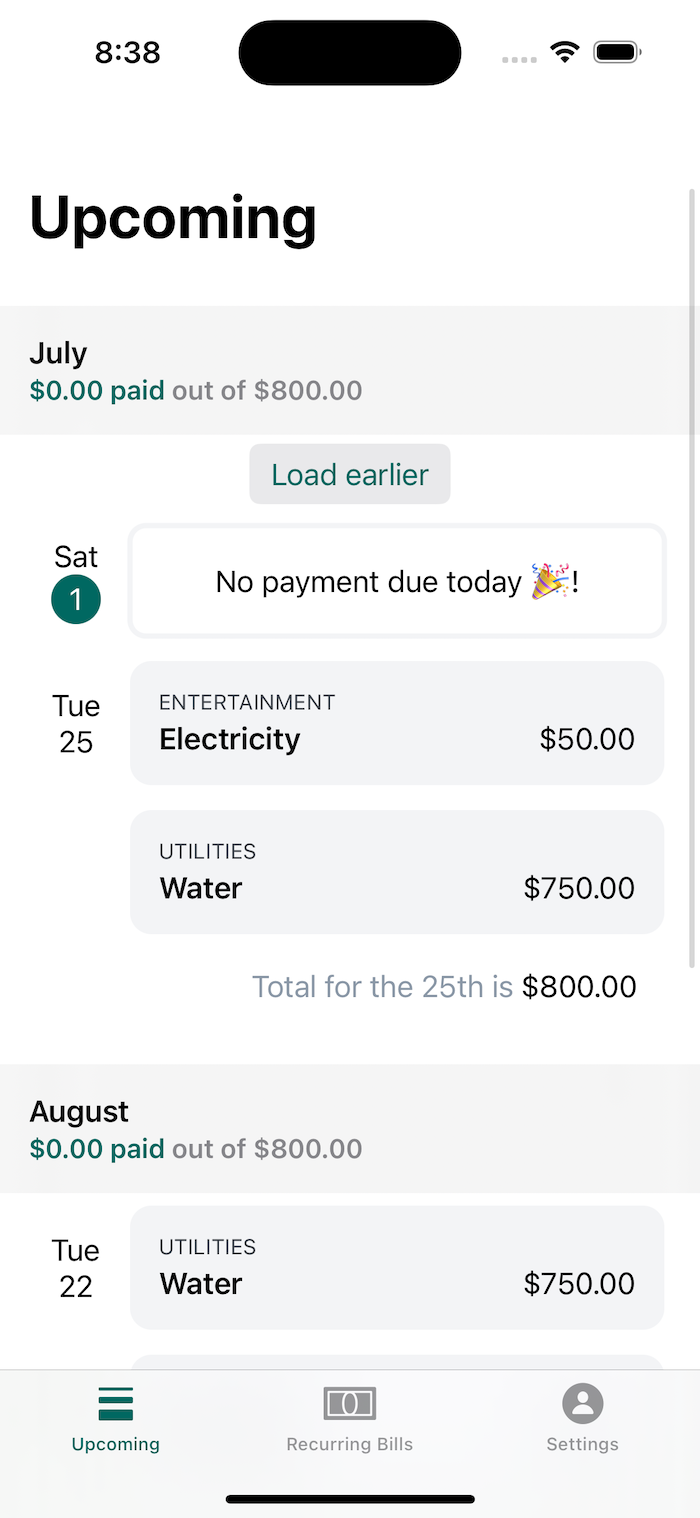 8:38
Upcoming
July
$0.00 paid out of $800.00
Load earlier
Sat
1
No payment due today 🎉!
Tue
25
ENTERTAINMENT
Electricity $50.00
UTILITIES
Water $750.00
Total for the 25th is $800.00
August
$0.00 paid out of $800.00
Tue
22
UTILITIES
Water $750.00
Upcoming Recurring Bills Settings